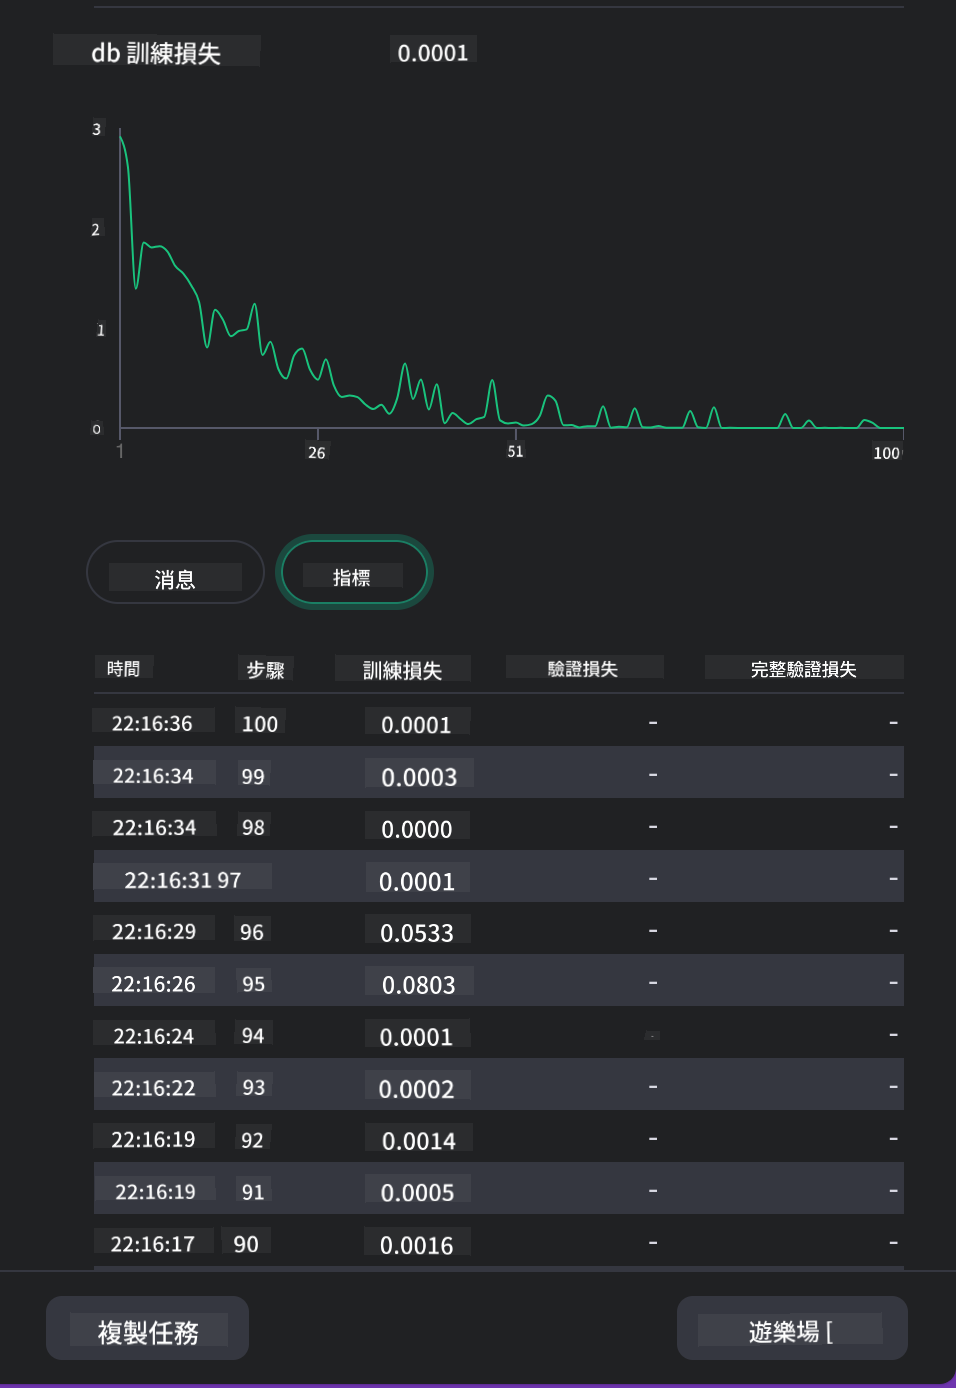 db 訓練損失 0.0001
3
2
1
0
1 26 51 100
消息 指標
時間 步驟 訓練損失 驗證損失 完整驗證損失
22:16:36 100 0.0001 - -
22:16:34 99 0.0003 - -
22:16:34 98 0.0000 - -
22:16:31 97 0.0001 - -
22:16:29 96 0.0533 - -
22:16:26 95 0.0803 - -
22:16:24 94 0.0001 - -
22:16:22 93 0.0002 - -
22:16:19 92 0.0014 - -
22:16:19 91 0.0005 - -
22:16:17 90 0.0016 - -
複製任務 遊樂場 [